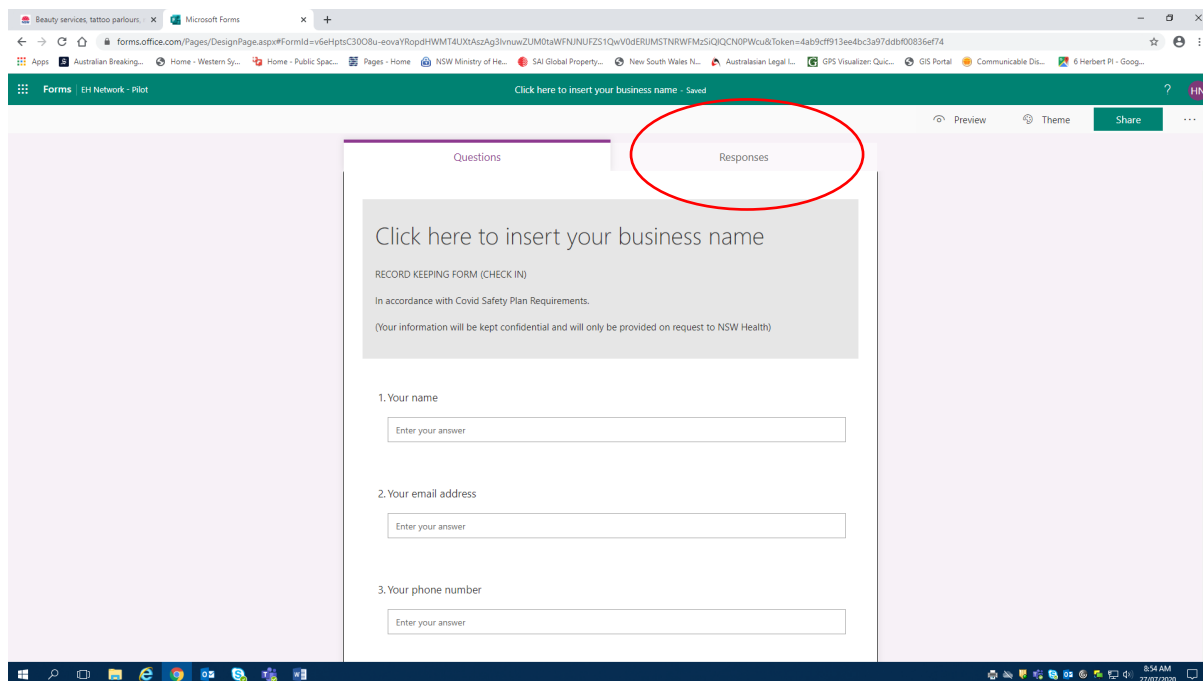 Beauty services, tattoo parlours,
Microsoft Forms
forms.office.com/Pages/DesignPage.aspx#FormId=v6eHptsC30O8u-eovaYRopdHWMT4UXtAszAg3IvnuwZUM0taWFNJNUFZS1QwV0dERlJMSTNRWFMzSiQlQCN0PWcu&Token=4ab9cff913ee4bc3a97ddbf00836ef74
Apps
Australian Breaking...
Home - Western Sy...
Home - Public Spac...
Pages - Home
NSW Ministry of He...
SAI Global Property...
New South Wales N...
Australasian Legal I...
GPS Visualizer: Quic...
GIS Portal
Communicable Dis...
6 Herbert Pl - Goog...
Forms
EH Network - Pilot
Click here to insert your business name - Saved
?
HN
Preview
Theme
Share
Questions
Responses
Click here to insert your business name
RECORD KEEPING FORM (CHECK IN)
In accordance with Covid Safety Plan Requirements.
(Your information will be kept confidential and will only be provided on request to NSW Health)
1. Your name
Enter your answer
2. Your email address
Enter your answer
3. Your phone number
Enter your answer
8:54 AM
27/07/2020